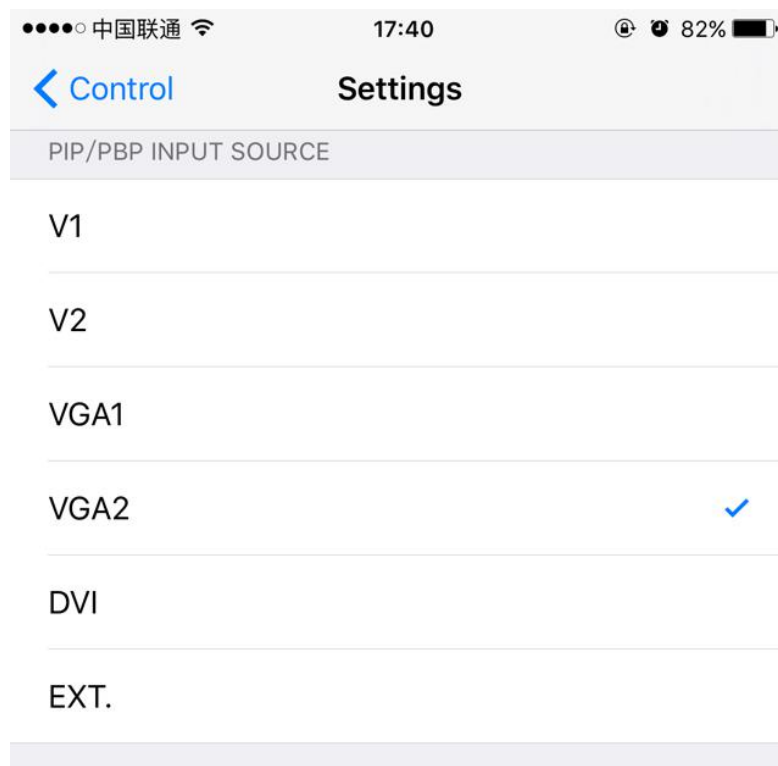 中国联通 17:40 82%
Control Settings
PIP/PBP INPUT SOURCE
V1
V2
VGA1
VGA2
DVI
EXT.